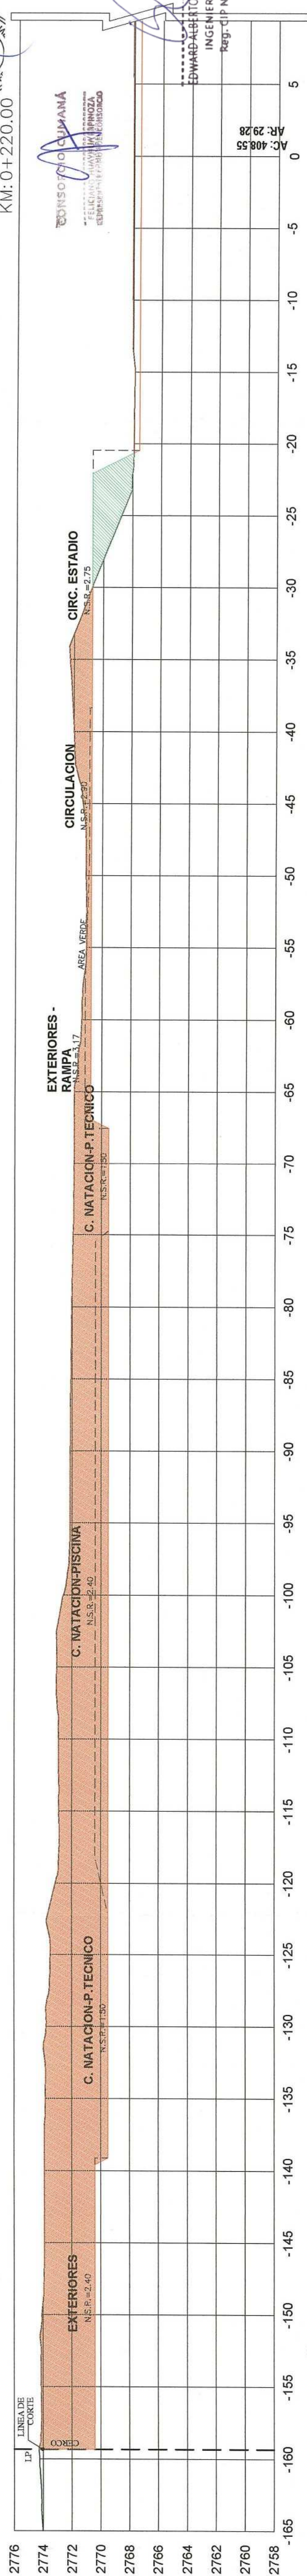 KM: 0+220.00
CONSORCIO CUMANÁ
EDWARD ALBERTO
INGENIER
Reg. CIP N
AC: 408.55
AR: 29.28
CIRC. ESTADIO
N.S.R.=2.75
CIRCULACION
N.S.R.=2.90
AREA VERDE
EXTERIORES -
RAMPA
N.S.R.=3.17
C. NATACION-P.TECNICO
N.S.R.=1.50
C. NATACION-PISCINA
N.S.R.=2.40
C. NATACION-P.TECNICO
N.S.R.=1.50
EXTERIORES
N.S.R.=2.40
CERCO
LINEA DE
CORTE
LP
2776
2774
2772
2770
2768
2766
2764
2762
2760
2758
-165
-160
-155
-150
-145
-140
-135
-130
-125
-120
-115
-110
-105
-100
-95
-90
-85
-80
-75
-70
-65
-60
-55
-50
-45
-40
-35
-30
-25
-20
-15
-10
-5
0
5